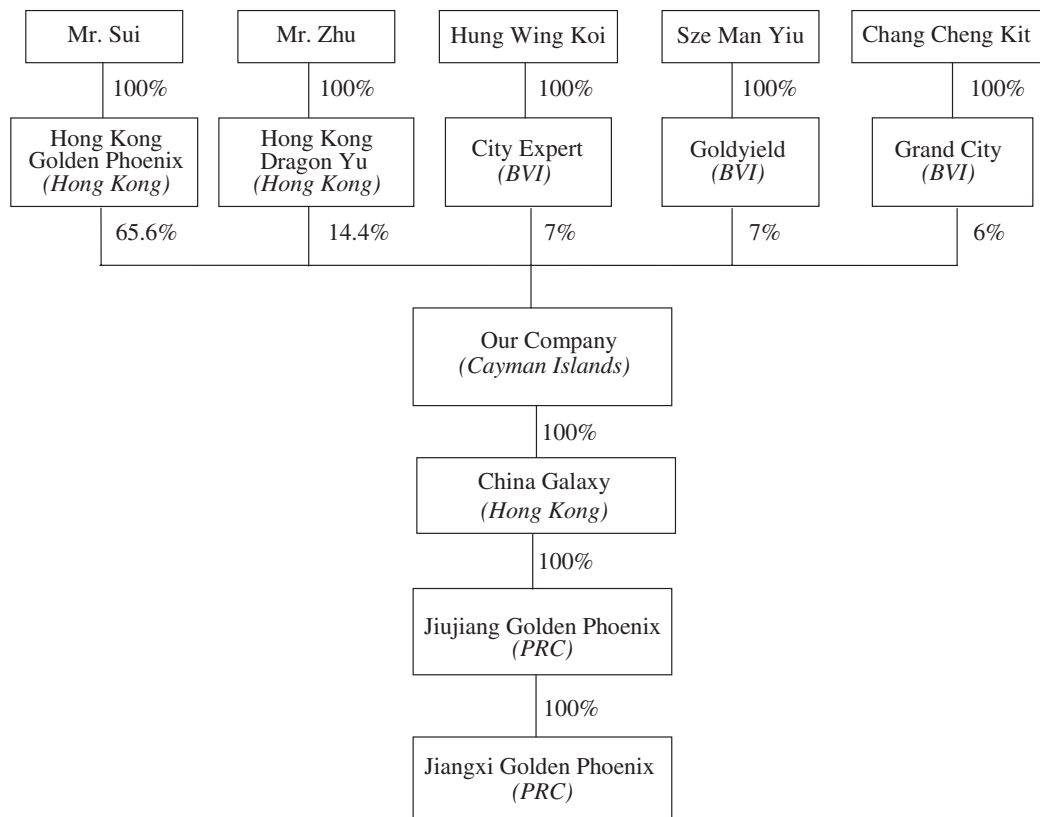 Mr. Sui
Mr. Zhu
Hung Wing Koi
Sze Man Yiu
Chang Cheng Kit
100%
100%
100%
100%
100%
Hong Kong
Golden Phoenix
(Hong Kong)
Hong Kong
Dragon Yu
(Hong Kong)
City Expert
(BVI)
Goldyield
(BVI)
Grand City
(BVI)
65.6%
14.4%
7%
7%
6%
Our Company
(Cayman Islands)
100%
China Galaxy
(Hong Kong)
100%
Jiujiang Golden Phoenix
(PRC)
100%
Jiangxi Golden Phoenix
(PRC)